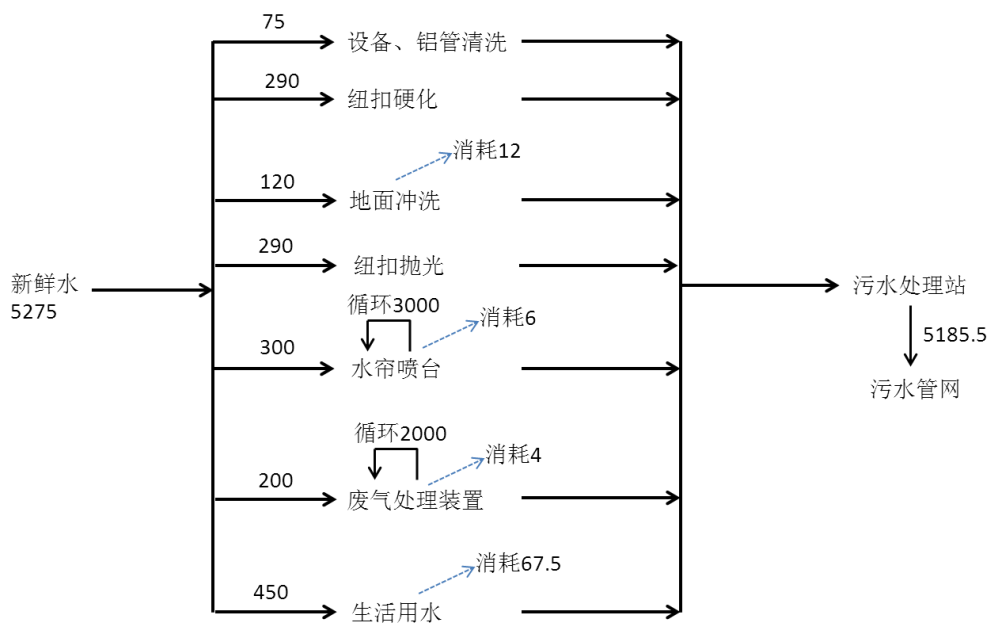 75
设备、铝管清洗
290
纽扣硬化
消耗12
120
地面冲洗
290
纽扣抛光
新鲜水
5275
污水处理站
循环3000
消耗6
5185.5
300
水帘喷台
污水管网
循环2000
消耗4
200
废气处理装置
消耗67.5
450
生活用水